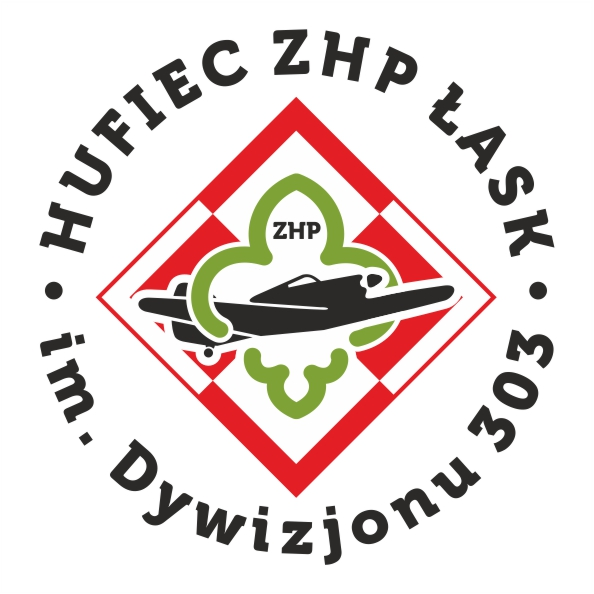 HUFIEC ZHP ŁASK
ZHP
im. Dywizjonu 303